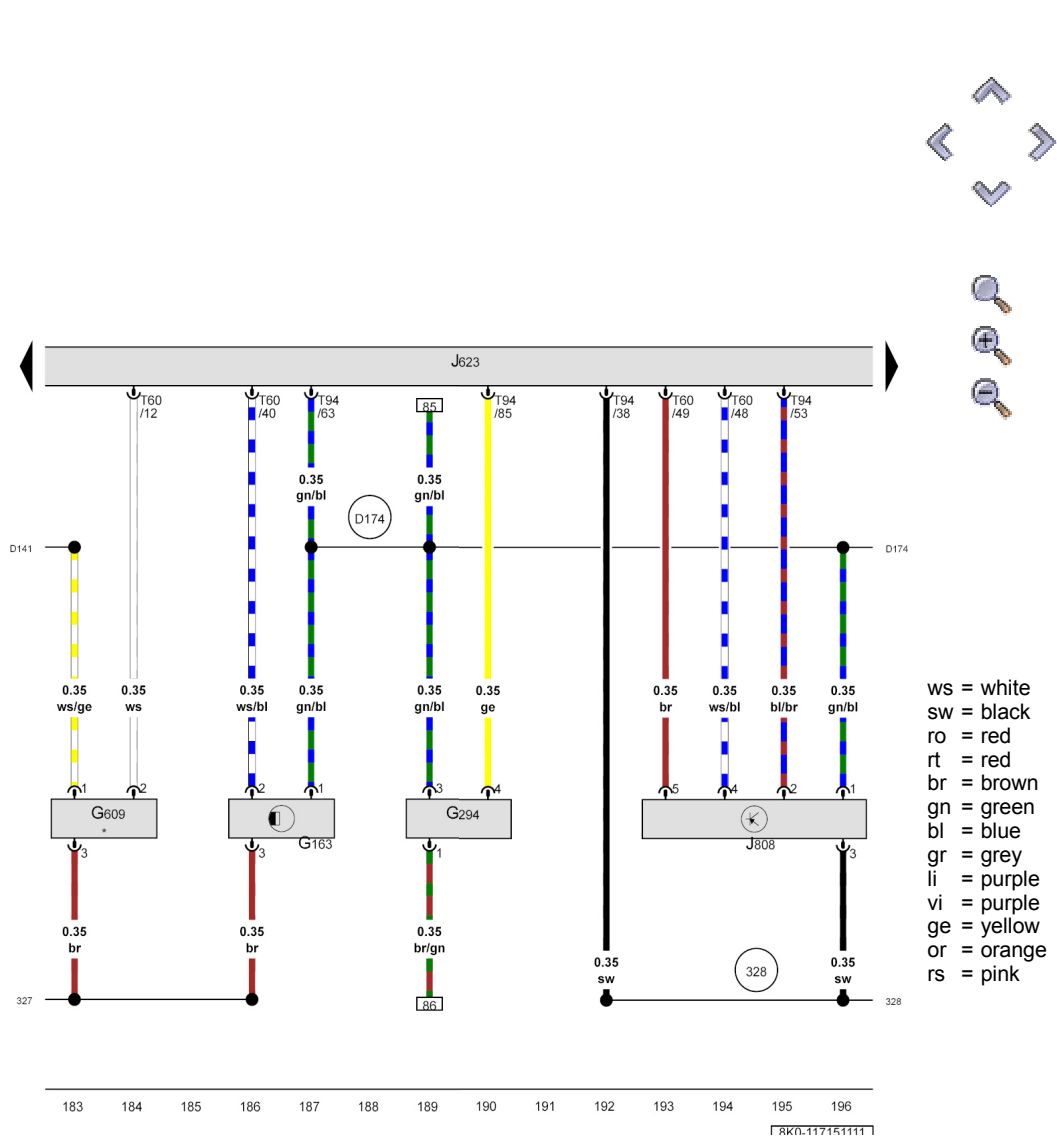 J623
T60
/12
T60
/40
T94
/63
85
T94
/85
T94
/38
T60
/49
T60
/48
T94
/53
0.35
gn/bl
0.35
gn/bl
D174
D141
D174
0.35
ws/ge
0.35
ws
0.35
ws/bl
0.35
gn/bl
0.35
gn/bl
0.35
ge
0.35
br
0.35
ws/bl
0.35
bl/br
0.35
gn/bl
1
2
2
1
3
4
5
4
2
1
G609
*
G163
G294
J808
3
3
1
3
0.35
br
0.35
br
0.35
br/gn
0.35
sw
328
0.35
sw
327
86
328
ws = white
sw = black
ro = red
rt = red
br = brown
gn = green
bl = blue
gr = grey
li = purple
vi = purple
ge = yellow
or = orange
rs = pink
183 184 185 186 187 188 189 190 191 192 193 194 195 196
8K0-117151111